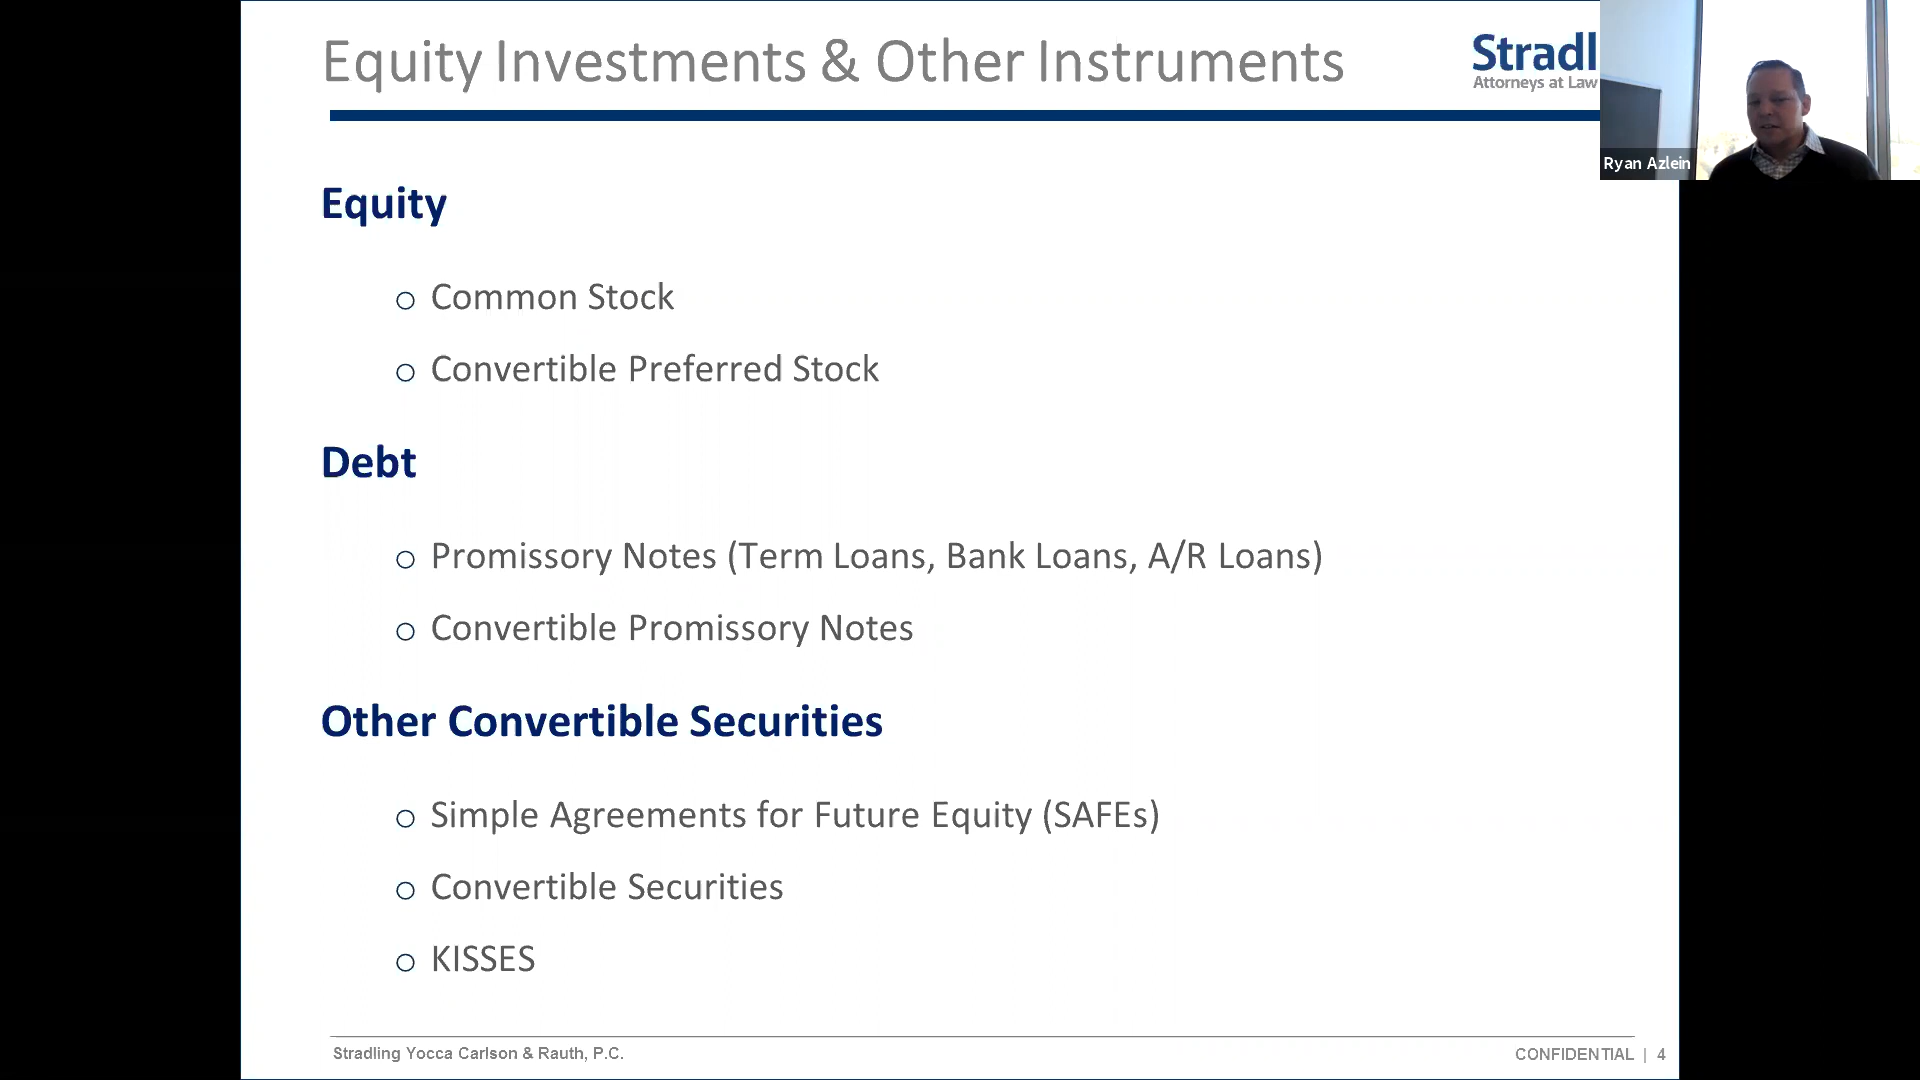 Equity Investments & Other Instruments
Stradl
Attorneys at Law
Ryan Azlein
Equity
o Common Stock
o Convertible Preferred Stock
Debt
o Promissory Notes (Term Loans, Bank Loans, A/R Loans)
o Convertible Promissory Notes
Other Convertible Securities
o Simple Agreements for Future Equity (SAFEs)
o Convertible Securities
o KISSES
Stradling Yocca Carlson & Rauth, P.C.
CONFIDENTIAL | 4